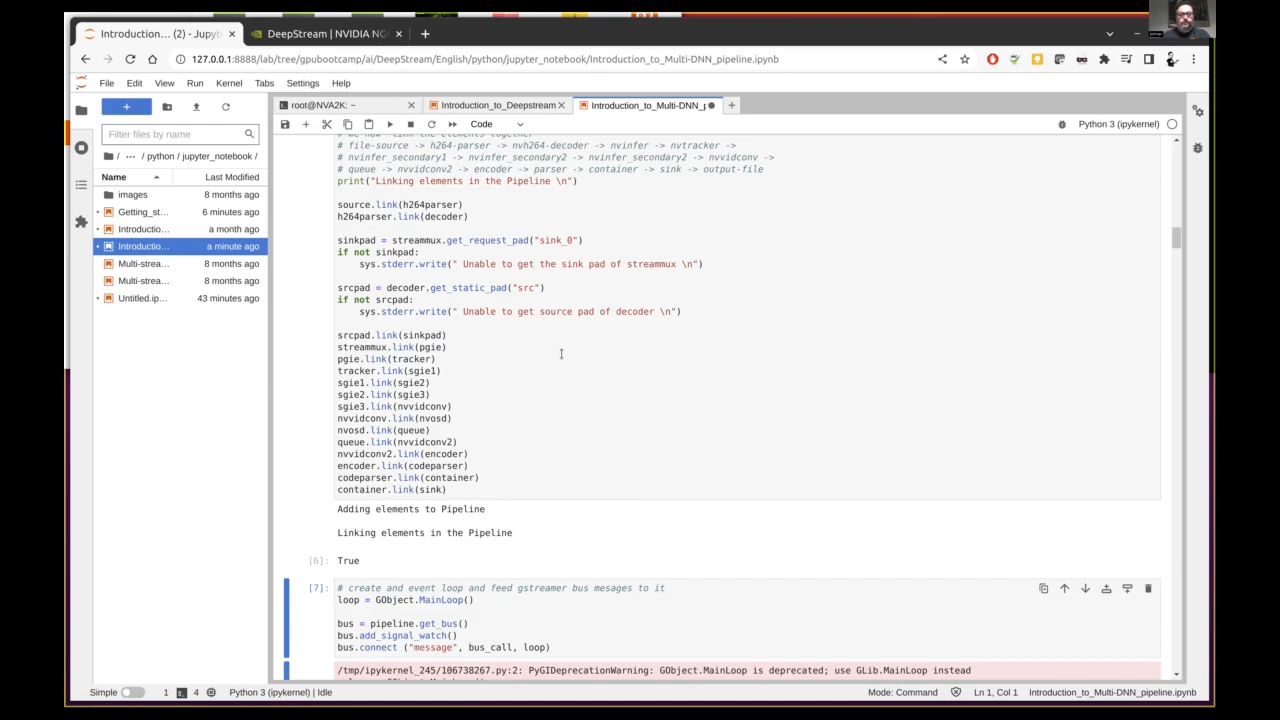 Introduction… (2) - Jupyt
DeepStream | NVIDIA NG
127.0.0.1:8888/lab/tree/gpubootcamp/ai/DeepStream/English/python/jupyter_notebook/Introduction_to_Multi-DNN_pipeline.ipynb
File Edit View Run Kernel Tabs Settings Help
root@NVA2K: ~
Introduction_to_Deepstream
Introduction_to_Multi-DNN_p
Filter files by name
Code
Python 3 (ipykernel)
/ … / python / jupyter_notebook /
Name Last Modified
images 8 months ago
Getting_st… 6 minutes ago
Introductio… a month ago
Introductio… a minute ago
Multi-strea… 8 months ago
Multi-strea… 8 months ago
Untitled.ip… 43 minutes ago
# We now link the elements together
# file-source -> h264-parser -> nvh264-decoder -> nvinfer -> nvtracker ->
# nvinfer_secondary1 -> nvinfer_secondary2 -> nvinfer_secondary2 -> nvvidconv ->
# queue -> nvvidconv2 -> encoder -> parser -> container -> sink -> output-file
print("Linking elements in the Pipeline \n")
source.link(h264parser)
h264parser.link(decoder)
sinkpad = streammux.get_request_pad("sink_0")
if not sinkpad:
sys.stderr.write(" Unable to get the sink pad of streammux \n")
srcpad = decoder.get_static_pad("src")
if not srcpad:
sys.stderr.write(" Unable to get source pad of decoder \n")
srcpad.link(sinkpad)
streammux.link(pgie)
pgie.link(tracker)
tracker.link(sgie1)
sgie1.link(sgie2)
sgie2.link(sgie3)
sgie3.link(nvvidconv)
nvvidconv.link(nvosd)
nvosd.link(queue)
queue.link(nvvidconv2)
nvvidconv2.link(encoder)
encoder.link(codeparser)
codeparser.link(container)
container.link(sink)
Adding elements to Pipeline
Linking elements in the Pipeline
[6]: True
[7]: # create and event loop and feed gstreamer bus mesages to it
loop = GObject.MainLoop()
bus = pipeline.get_bus()
bus.add_signal_watch()
bus.connect ("message", bus_call, loop)
/tmp/ipykernel_245/106738267.py:2: PyGIDeprecationWarning: GObject.MainLoop is deprecated; use GLib.MainLoop instead
Simple 1 4 Python 3 (ipykernel) | Idle Mode: Command Ln 1, Col 1 Introduction_to_Multi-DNN_pipeline.ipynb